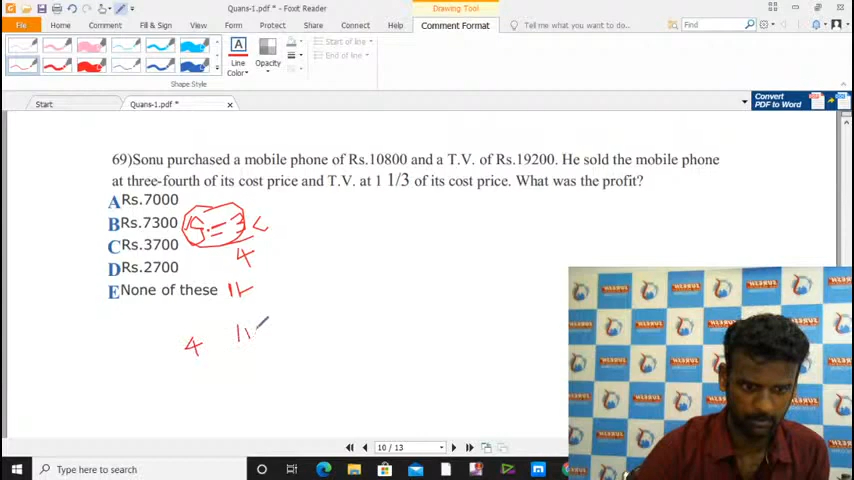 Quans-1.pdf * - Foxit Reader
Drawing Tool
File Home Comment Fill & Sign View Form Protect Share Connect Help Comment Format Tell me what you want to do... Find
Line Color Opacity Start of line End of line
Shape Style
Start Quans-1.pdf * Convert PDF to Word
69)Sonu purchased a mobile phone of Rs.10800 and a T.V. of Rs.19200. He sold the mobile phone
at three-fourth of its cost price and T.V. at 1 1/3 of its cost price. What was the profit?
A Rs.7000
B Rs.7300
C Rs.3700
4
D Rs.2700
E None of these
4
10 / 13
Type here to search